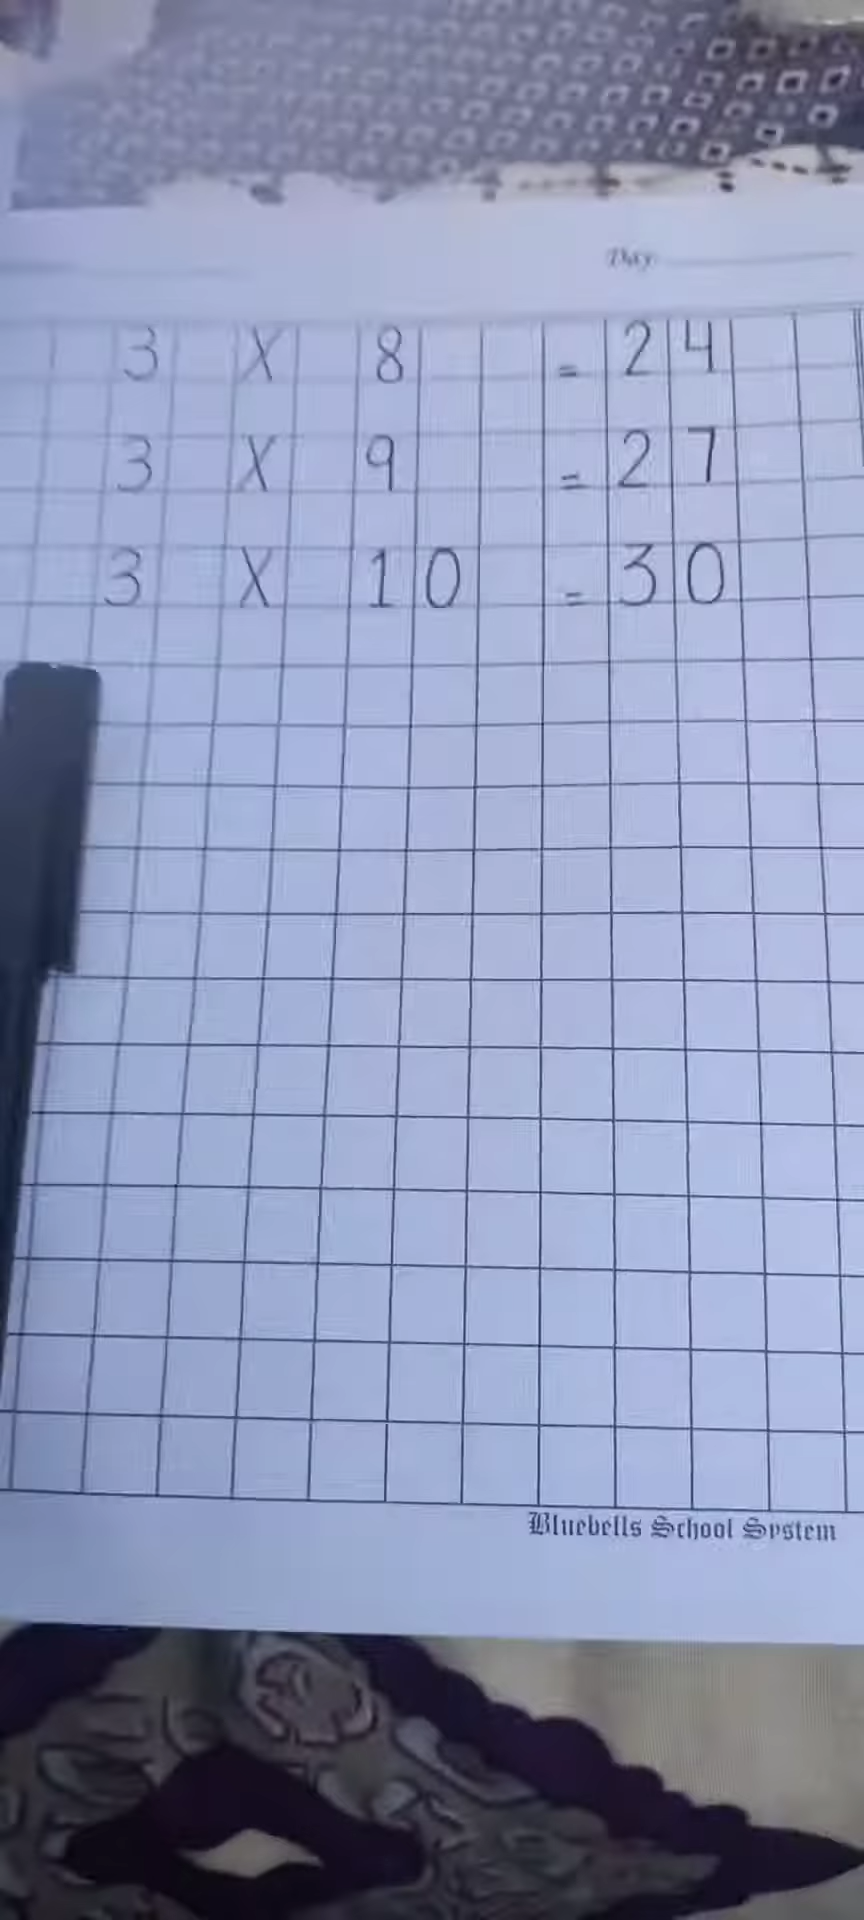 Day
3 X 8 = 24
3 X 9 = 27
3 X 10 = 30
Bluebells School System